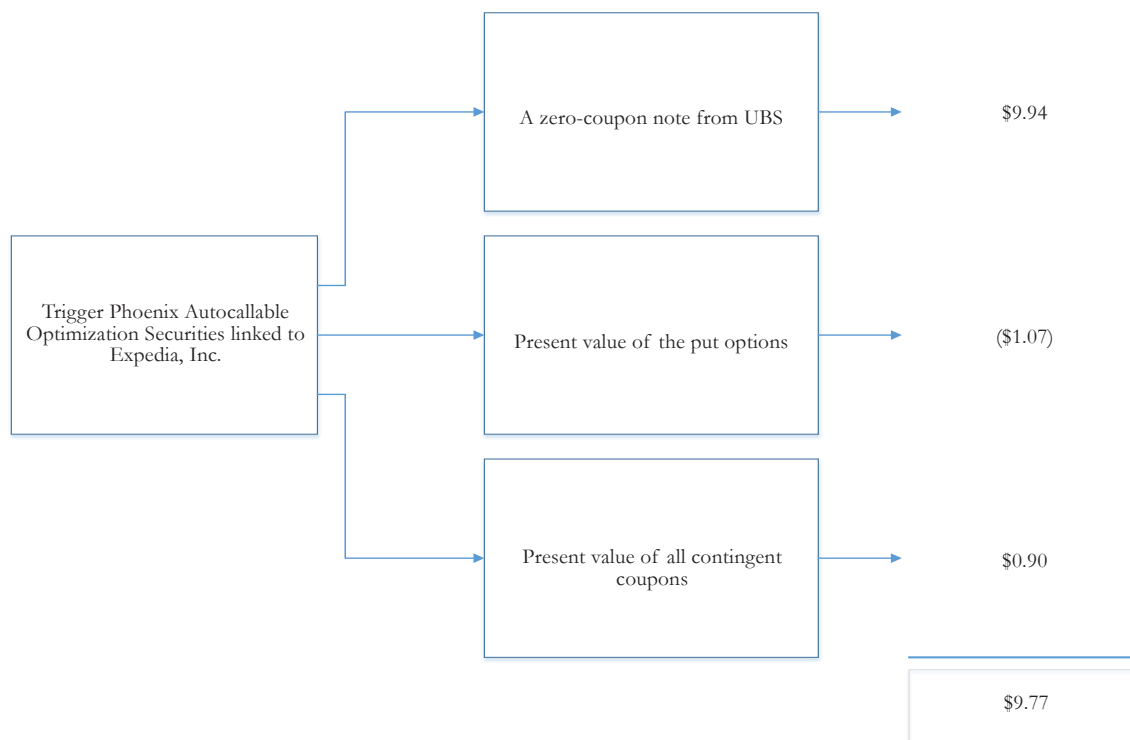 A zero-coupon note from UBS
$9.94
Trigger Phoenix Autocallable
Optimization Securities linked to
Expedia, Inc.
Present value of the put options
($1.07)
Present value of all contingent
coupons
$0.90
$9.77